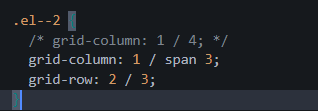 .el--2 {
/* grid-column: 1 / 4; */
grid-column: 1 / span 3;
grid-row: 2 / 3;
}